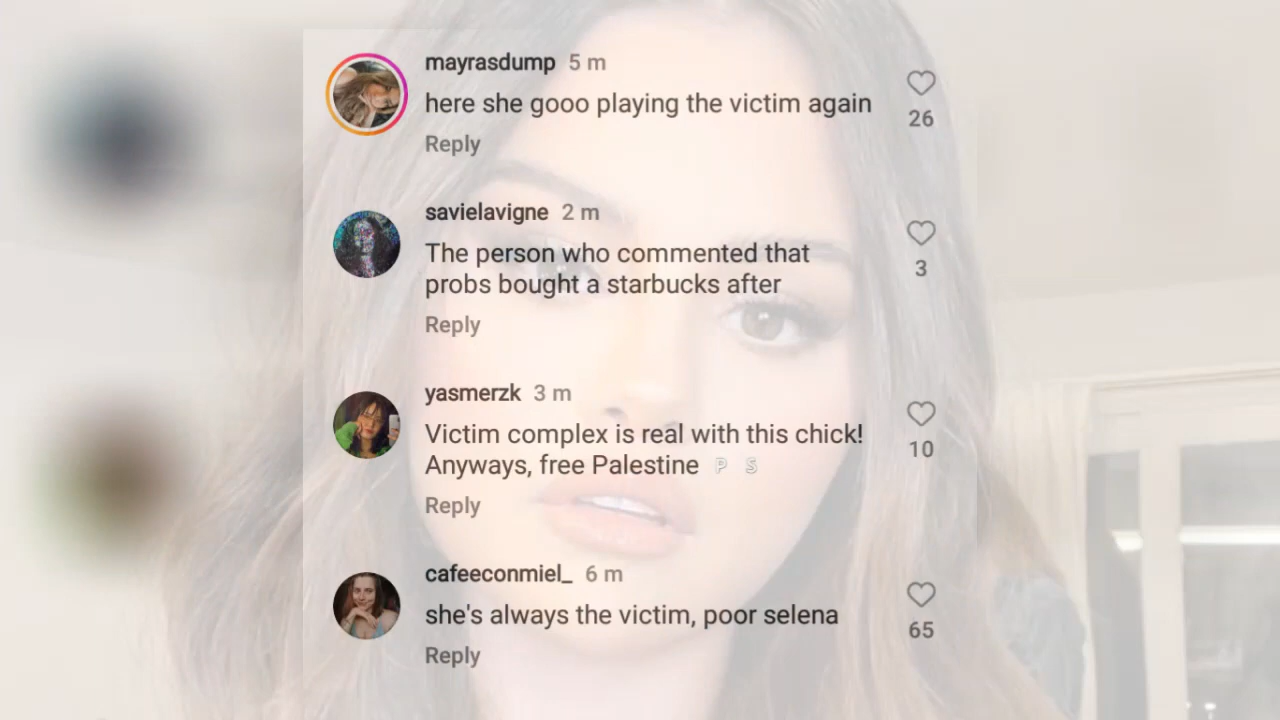 mayrasdump 5 m
here she gooo playing the victim again
26
Reply
savielavigne 2 m
The person who commented that
3
probs bought a starbucks after
Reply
yasmerzk 3 m
Victim complex is real with this chick!
10
Anyways, free Palestine P S
Reply
cafeeconmiel_ 6 m
she's always the victim, poor selena
65
Reply